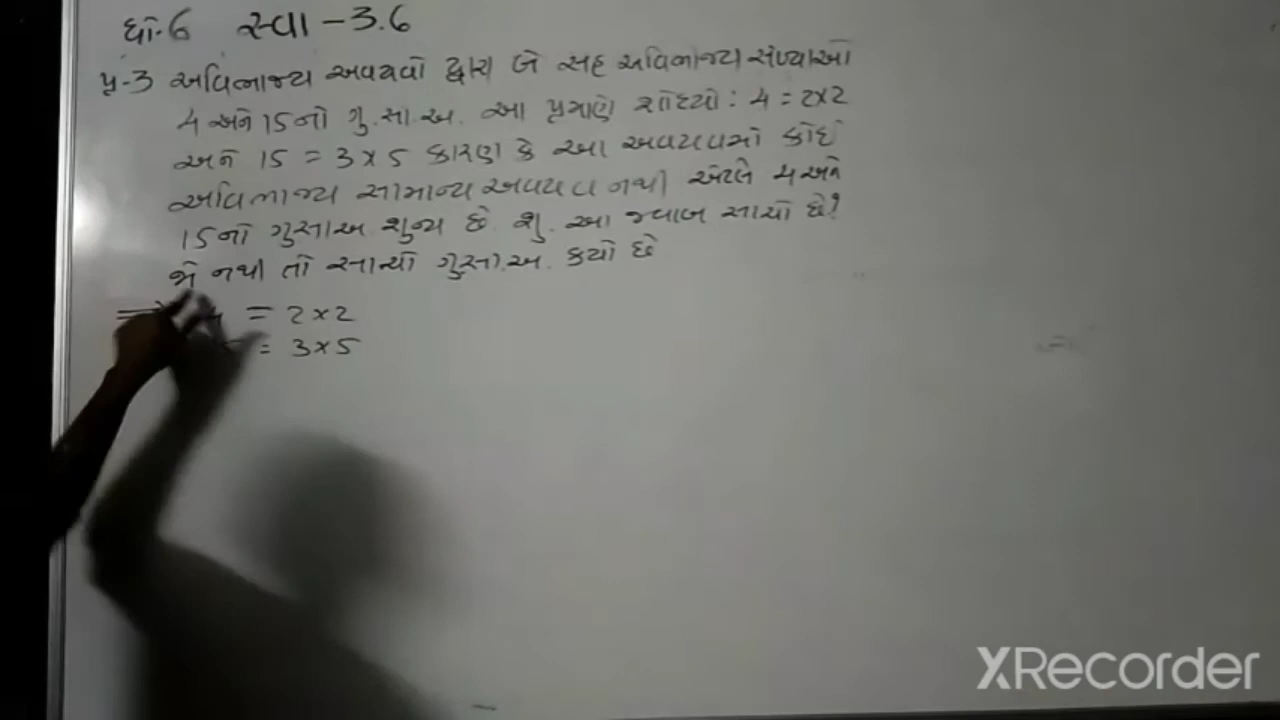 ધો-6 સ્વા - 3.6
પ્ર-3 અવિભાજ્ય અવયવો દ્વારા બે સહ અવિભાજ્ય સંખ્યાઓ
4 અને 15નો ગુ.સા.અ. આ પ્રમાણે શોધ્યો : 4 = 2×2
અને 15 = 3×5 કારણ કે આ અવયવમાં કોઈ
અવિભાજ્ય સામાન્ય અવયવ નથી એટલે 4 અને
15નો ગુસાઅ શુન્ય છે. શુ આ જવાબ સાચો છે?
જો નથી તો સાચો ગુસા.અ. કયો છે
= 2×2
= 3×5
XRecorder